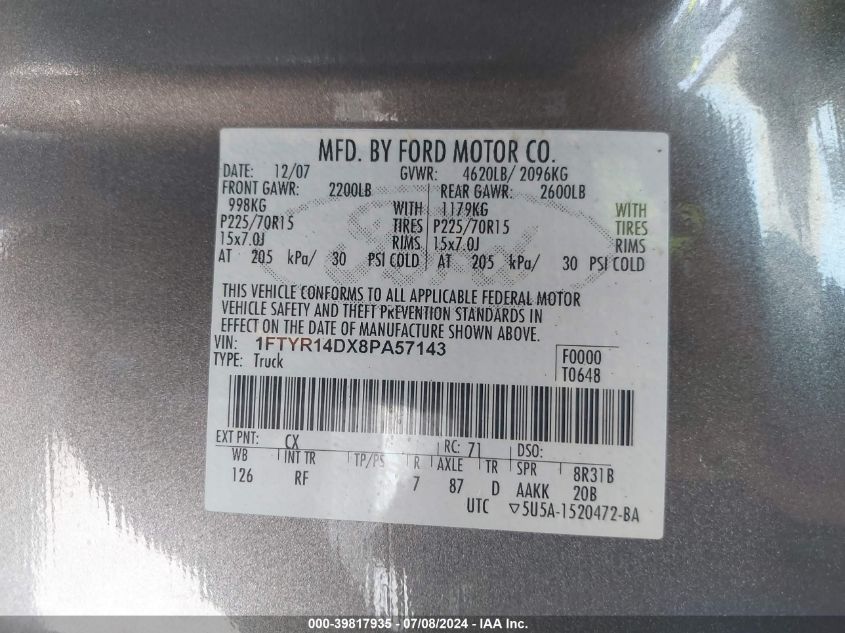 MFD. BY FORD MOTOR CO.
DATE: 12/07 GVWR: 4620LB/ 2096KG
FRONT GAWR: 2200LB REAR GAWR: 2600LB
998KG WITH 1179KG WITH
P225/70R15 TIRES P225/70R15 TIRES
15x7.0J RIMS 15x7.0J RIMS
AT 205 kPa/ 30 PSI COLD AT 205 kPa/ 30 PSI COLD
THIS VEHICLE CONFORMS TO ALL APPLICABLE FEDERAL MOTOR
VEHICLE SAFETY AND THEFT PREVENTION STANDARDS IN
EFFECT ON THE DATE OF MANUFACTURE SHOWN ABOVE.
VIN: 1FTYR14DX8PA57143 F0000
TYPE: Truck T0648
EXT PNT: CX RC: 71 DSO:
WB INT TR TP/PS R AXLE TR SPR 8R31B
126 RF 7 87 D AAKK 20B
UTC ▽5U5A-1520472-BA
000-39817935 - 07/08/2024 - IAAI Inc.